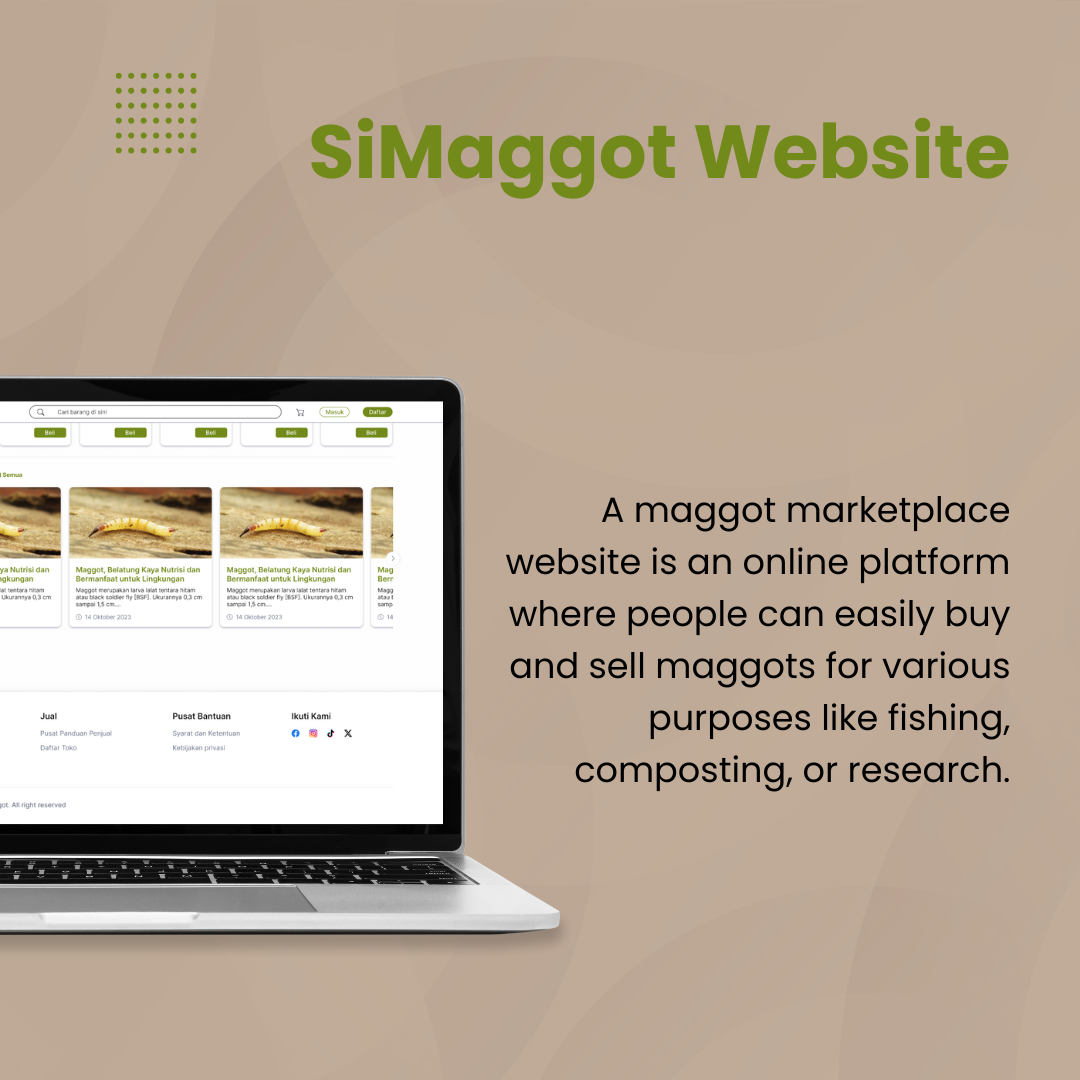 SiMaggot Website
Cari barang di sini
Masuk
Daftar
Beli
Beli
Beli
Beli
Beli
t Semua
ya Nutrisi dan
ngkungan
lat tentara hitam
. Ukurannya 0,3 cm
Maggot, Belatung Kaya Nutrisi dan
Bermanfaat untuk Lingkungan
Maggot merupakan larva lalat tentara hitam
atau black soldier fly [BSF]. Ukurannya 0,3 cm
sampai 1,5 cm....
14 Oktober 2023
Maggot, Belatung Kaya Nutrisi dan
Bermanfaat untuk Lingkungan
Maggot merupakan larva lalat tentara hitam
atau black soldier fly [BSF]. Ukurannya 0,3 cm
sampai 1,5 cm....
14 Oktober 2023
Magg
Bern
Magg
atau b
samp
14
A maggot marketplace
website is an online platform
where people can easily buy
and sell maggots for various
purposes like fishing,
composting, or research.
Jual
Pusat Panduan Penjual
Daftar Toko
Pusat Bantuan
Syarat dan Ketentuan
Kebijakan privasi
Ikuti Kami
got. All right reserved